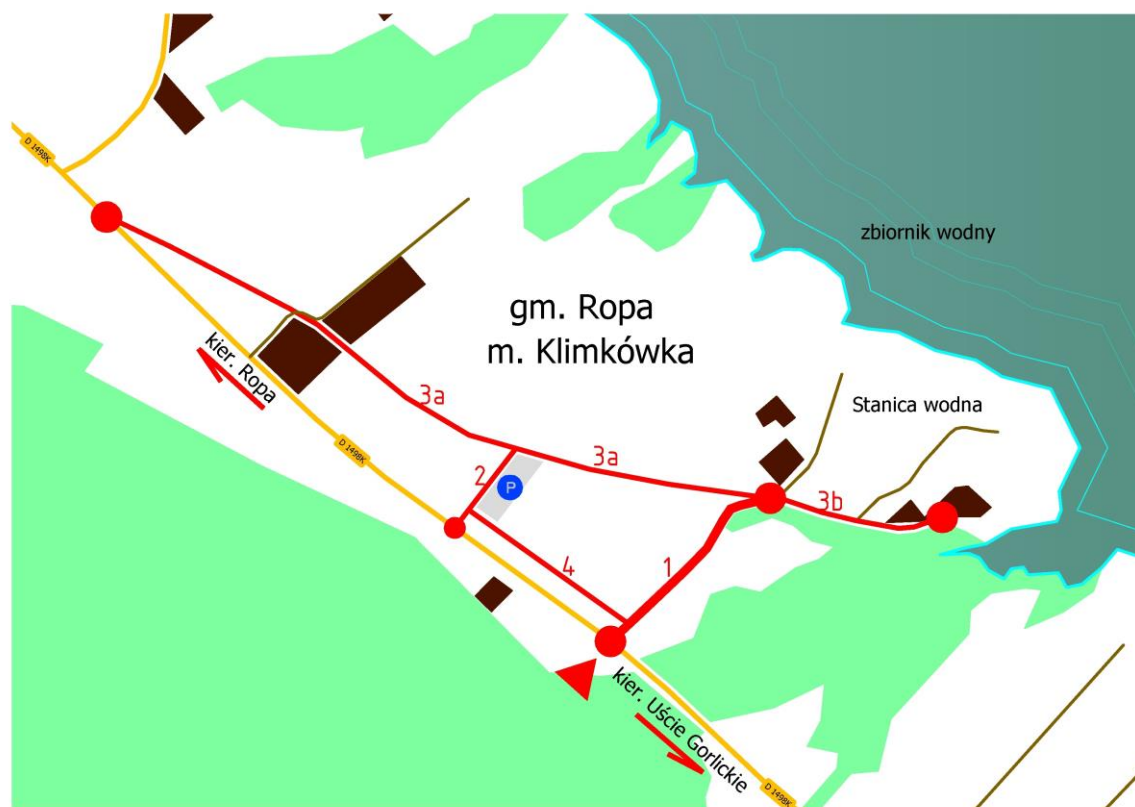 D 1498K
zbiornik wodny
gm. Ropa
m. Klimkówka
kier. Ropa
3a
Stanica wodna
D 1498K
3a
2
P
3b
4
1
kier. Uście Gorlickie
D 1498K